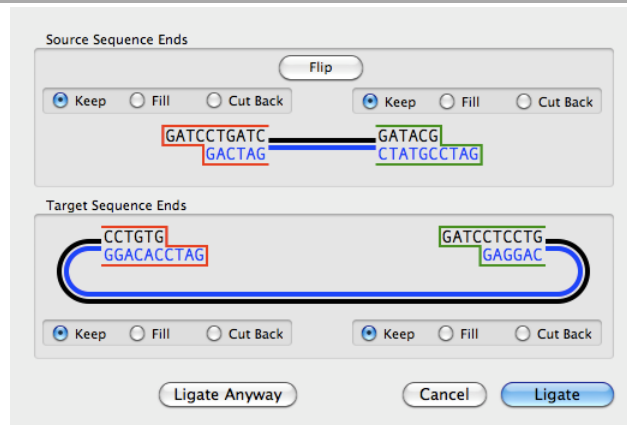 Source Sequence Ends
Flip
Keep Fill Cut Back Keep Fill Cut Back
GATCCTGATC GATACG
GACTAG CTATGCCTAG
Target Sequence Ends
CCTGTG GATCCTCCTG
GGACACCTAG GAGGAC
Keep Fill Cut Back Keep Fill Cut Back
Ligate Anyway Cancel Ligate